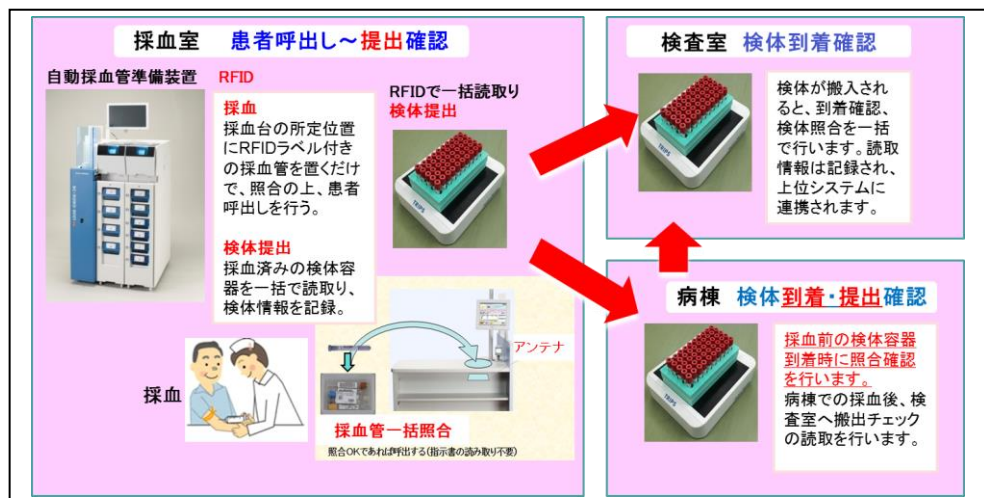 採血室 患者呼出し~提出確認
自動採血管準備装置
RFID
採血
採血台の所定位置
にRFIDラベル付き
の採血管を置くだけ
で、照合の上、患者
呼出しを行う。
検体提出
採血済みの検体容
器を一括で読取り、
検体情報を記録。
RFIDで一括読取り
検体提出
TRIPS
採血
アンテナ
採血管一括照合
照合OKであれば呼出する(指示書の読み取り不要)
検査室 検体到着確認
TRIPS
検体が搬入され
ると、到着確認、
検体照合を一括
で行います。読取
情報は記録され、
上位システムに
連携されます。
病棟 検体到着・提出確認
TRIPS
採血前の検体容器
到着時に照合確認
を行います。
病棟での採血後、検
査室へ搬出チェック
の読取を行います。